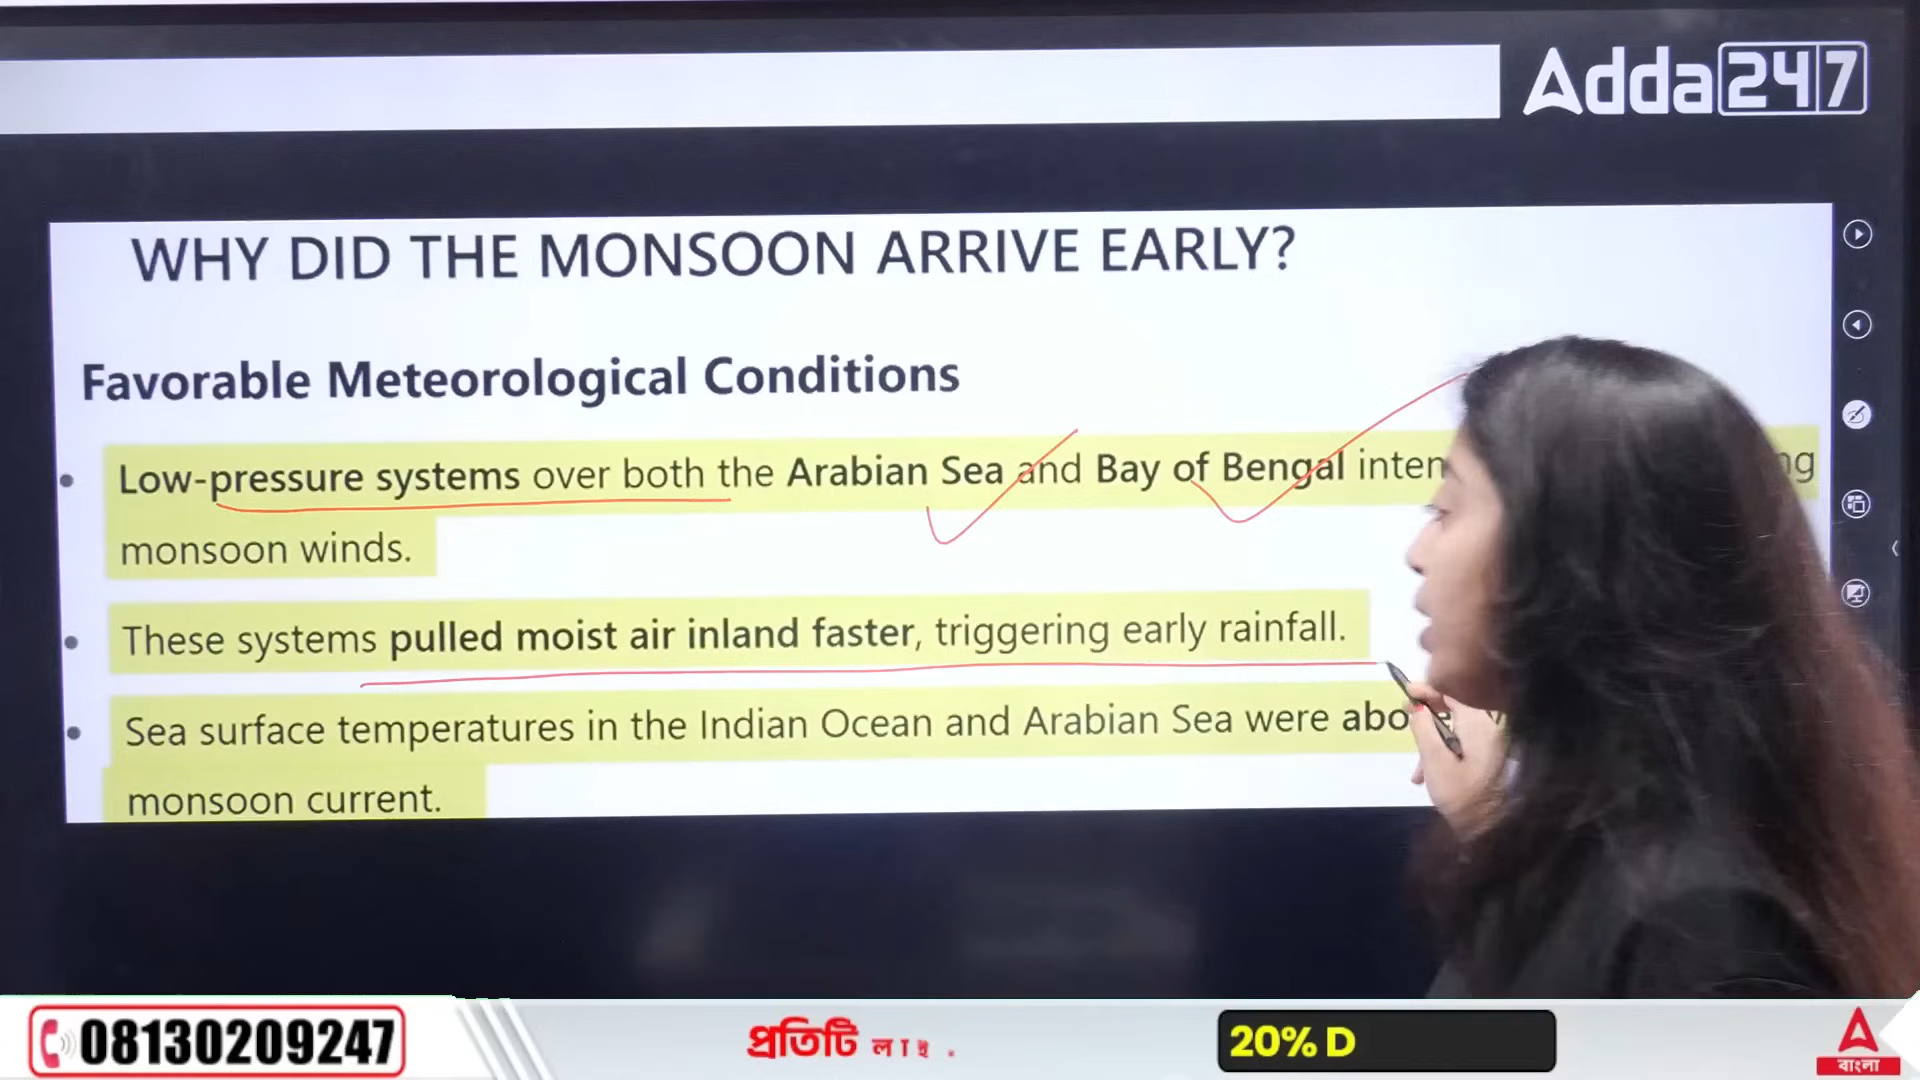 Adda247
WHY DID THE MONSOON ARRIVE EARLY?
Favorable Meteorological Conditions
Low-pressure systems over both the Arabian Sea and Bay of Bengal
monsoon winds.
These systems pulled moist air inland faster, triggering early rainfall.
Sea surface temperatures in the Indian Ocean and Arabian Sea were
monsoon current.
08130209247
প্রতিটি
20% D
বাংলা